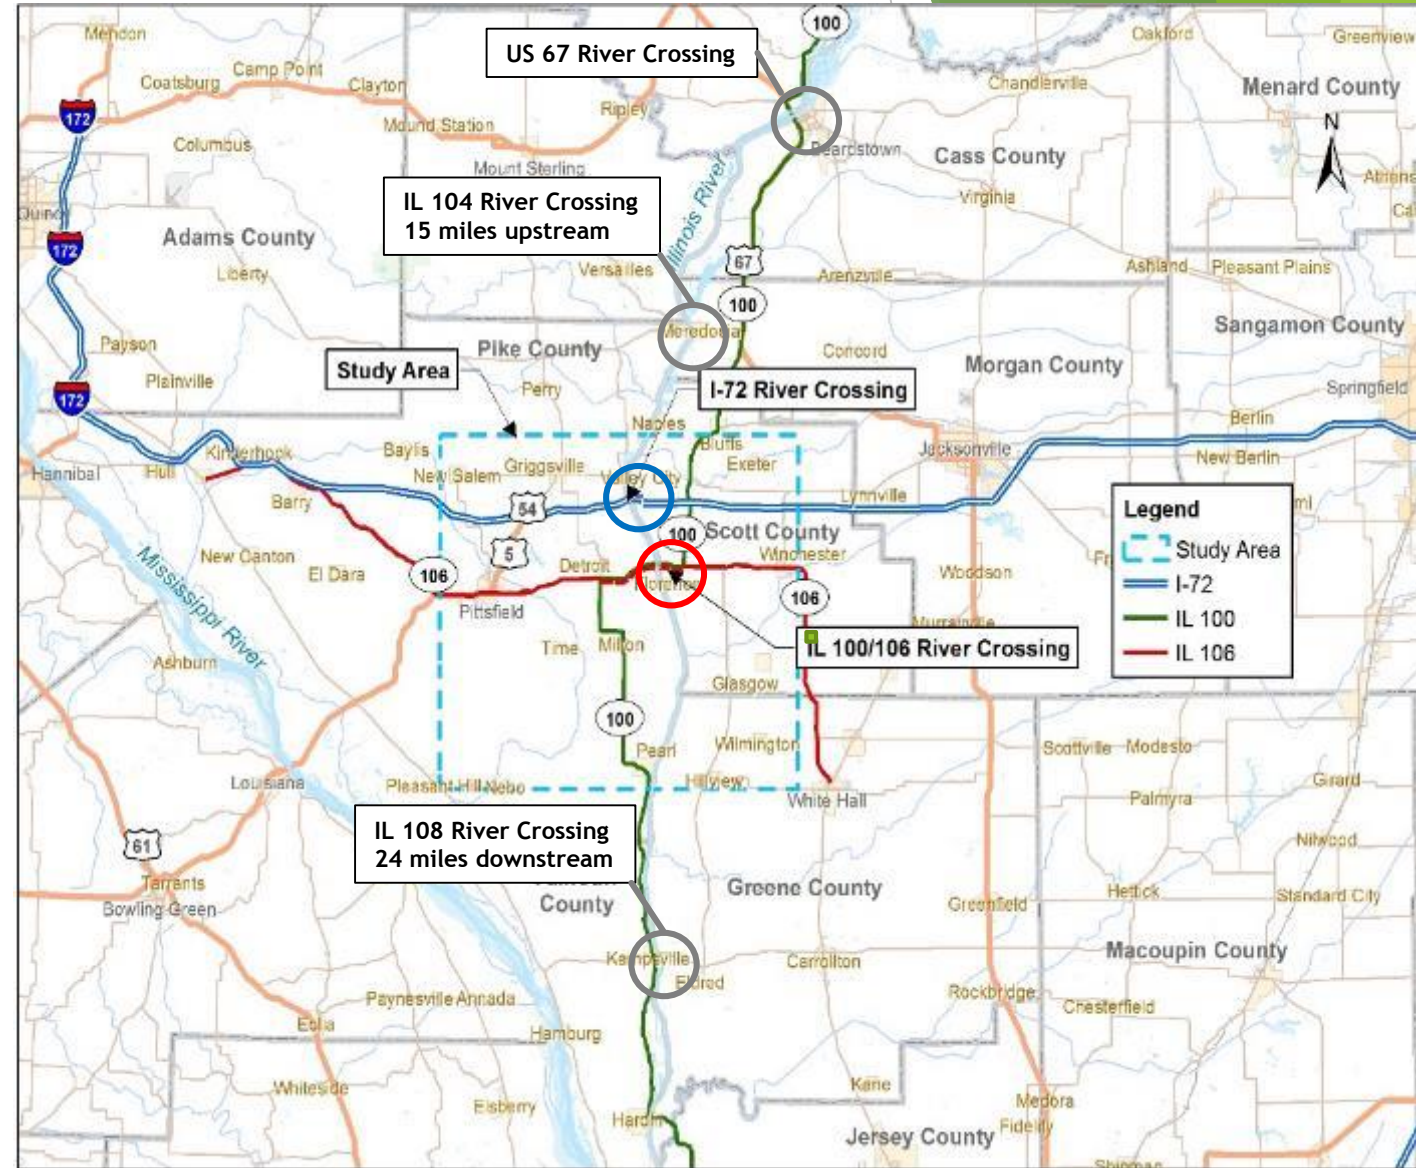 100
Mendon
Oakford
Greenview
US 67 River Crossing
Camp Point
Coatsburg
Clayton
Chandlerville
Menard County
172
Ripley
Mound Station
N
Columbus
Beardstown
Cass County
Mount Sterling
Illinois River
Virginia
IL 104 River Crossing
15 miles upstream
172
Adams County
67
Liberty
Versailles
Arenzville
Ashland
Pleasant Plains
100
Sangamon County
Payson
Pike County
Concord
Morgan County
Study Area
Plainville
Perry
I-72 River Crossing
Springfield
172
Naples
Berlin
Kinderhook
Baylis
Bluffs
Jacksonville
New Berlin
Hannibal
Hull
New Salem
Griggsville
Valley City
Exeter
Barry
54
Lynnville
Legend
Study Area
I-72
IL 100
IL 106
100
Scott County
Mississippi River
New Canton
5
Winchester
El Dara
106
Detroit
Florence
Woodson
Pittsfield
106
Time
Milton
IL 100/106 River Crossing
Ashburn
Glasgow
100
Pearl
Wilmington
Scottville
Modesto
Louisiana
Pleasant Hill
Nebo
Hillview
Girard
White Hall
Palmyra
IL 108 River Crossing
24 miles downstream
61
Nilwood
Tarrants
Greene County
Hettick
Standard City
Bowling Green
County
Greenfield
Macoupin County
Kampsville
Carrollton
Eldred
Rockbridge
Paynesville
Annada
Chesterfield
Eolia
Hamburg
Whiteside
Kane
Elsberry
Medora
Hardin
Jersey County
Fidelity
Shipman